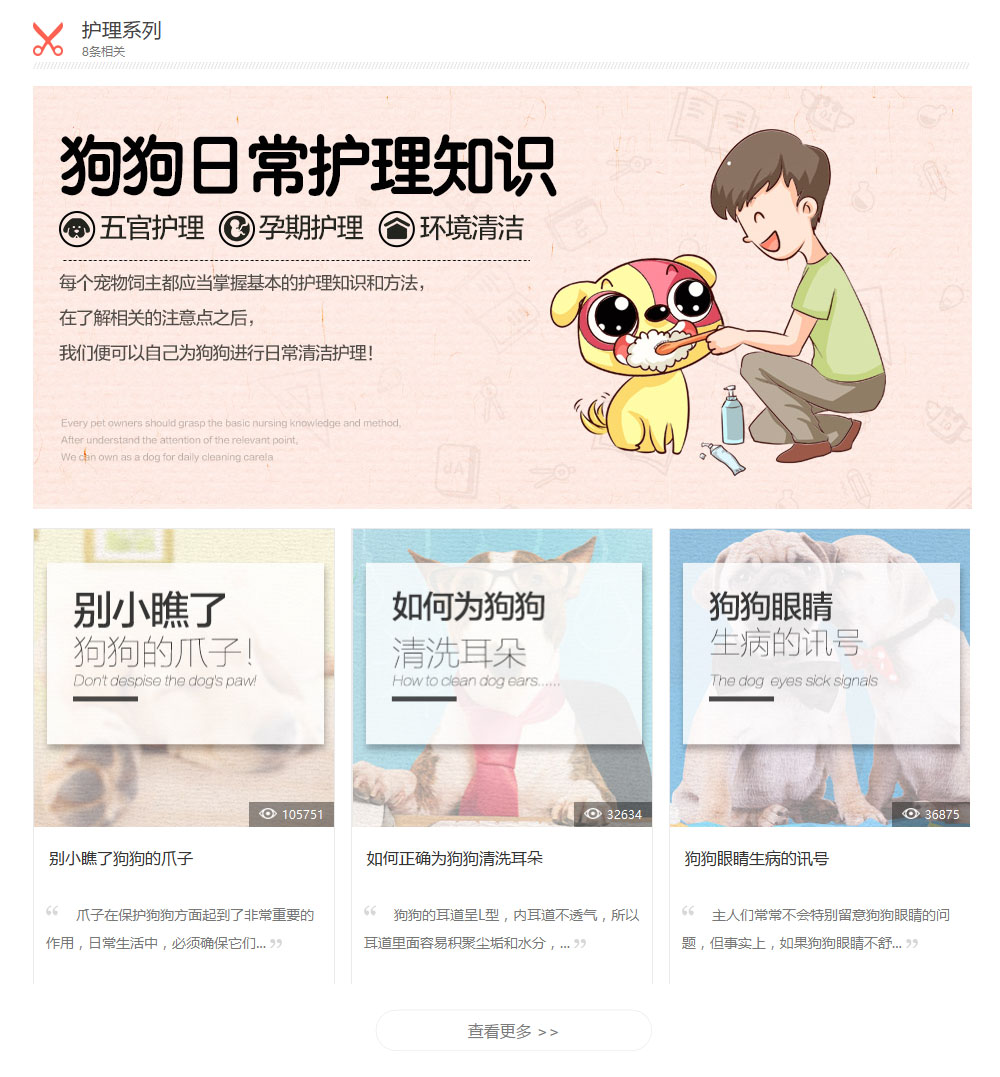 护理系列
8条相关
狗狗日常护理知识
五官护理 孕期护理 环境清洁
每个宠物饲主都应当掌握基本的护理知识和方法，
在了解相关的注意点之后，
我们便可以自己为狗狗进行日常清洁护理！
Every pet owners should grasp the basic nursing knowledge and method,
After understand the attention of the relevant point,
We can own as a dog for daily cleaning carela
别小瞧了
狗狗的爪子！
Don't despise the dog's paw!
105751
如何为狗狗
清洗耳朵
How to clean dog ears......
32634
狗狗眼睛
生病的讯号
The dog eyes sick signals
36875
别小瞧了狗狗的爪子
“ 爪子在保护狗狗方面起到了非常重要的
作用，日常生活中，必须确保它们... ”
如何正确为狗狗清洗耳朵
“ 狗狗的耳道呈L型，内耳道不透气，所以
耳道里面容易积聚尘垢和水分，... ”
狗狗眼睛生病的讯号
“ 主人们常常不会特别留意狗狗眼睛的问
题，但事实上，如果狗狗眼睛不舒... ”
查看更多 >>